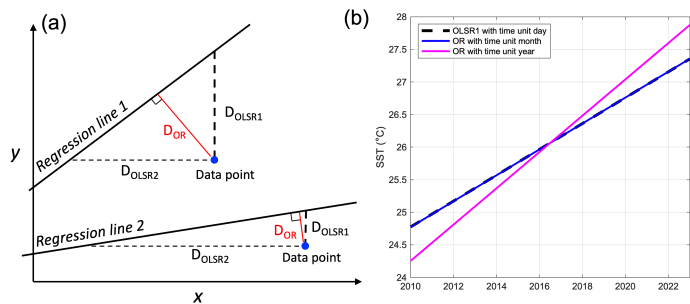 (a)
Regression line 1
D_OR
D_OLSR1
D_OLSR2
Data point
y
Regression line 2
D_OR
D_OLSR1
D_OLSR2
Data point
x
(b)
OLSR1 with time unit day
OR with time unit month
OR with time unit year
SST (°C)
28
27.5
27
26.5
26
25.5
25
24.5
24
2010 2012 2014 2016 2018 2020 2022